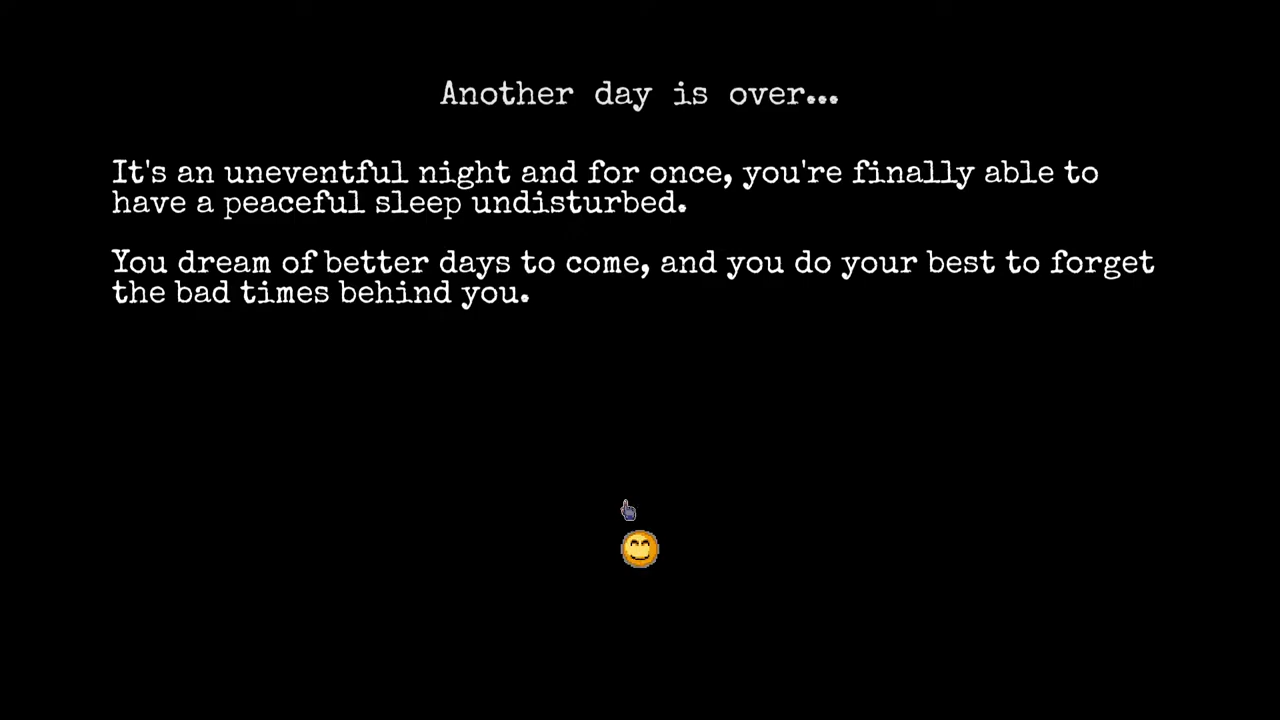 Another day is over...
It's an uneventful night and for once, you're finally able to
have a peaceful sleep undisturbed.
You dream of better days to come, and you do your best to forget
the bad times behind you.